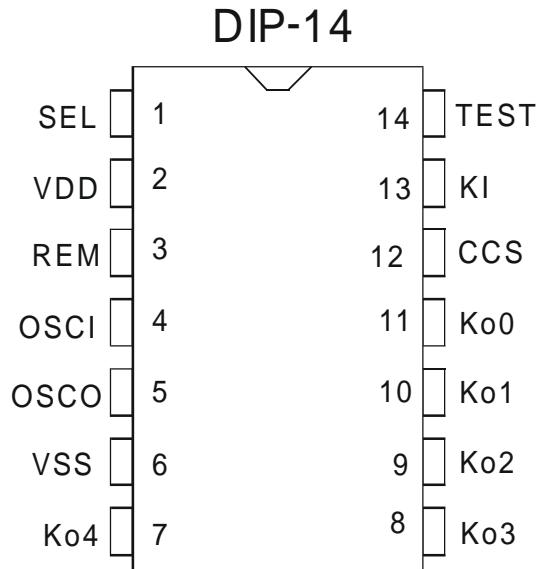 DIP-14
SEL 1 14 TEST
VDD 2 13 KI
REM 3 12 CCS
OSCI 4 11 Ko0
OSCO 5 10 Ko1
VSS 6 9 Ko2
Ko4 7 8 Ko3